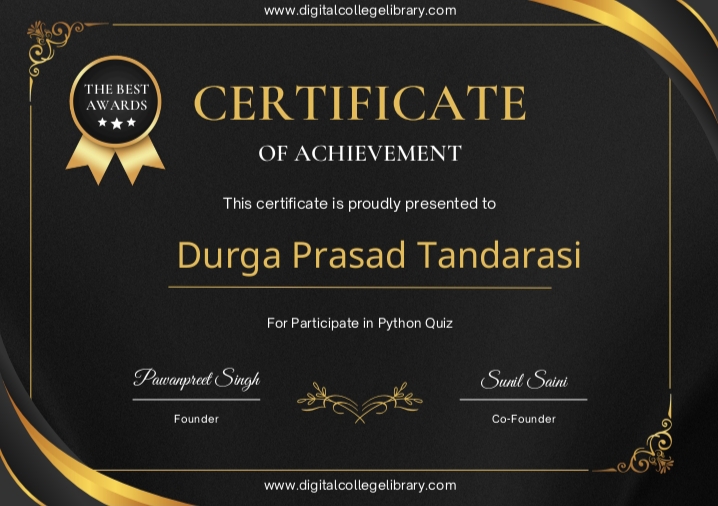 www.digitalcollegelibrary.com
THE BEST
AWARDS
CERTIFICATE
OF ACHIEVEMENT
This certificate is proudly presented to
Durga Prasad Tandarasi
For Participate in Python Quiz
Pawanpreet Singh
Sunil Saini
Founder
Co-Founder
www.digitalcollegelibrary.com